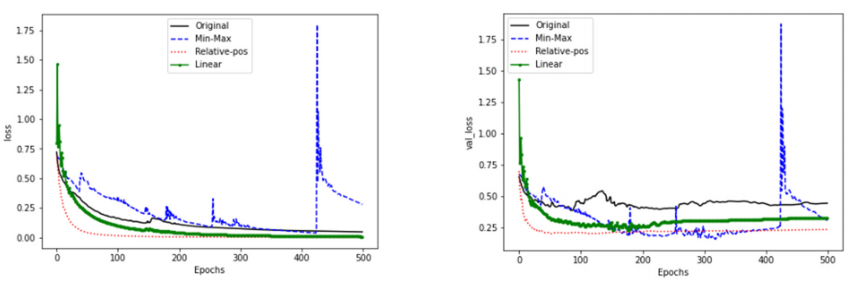 Original
Min-Max
Relative-pos
Linear
1.75
1.50
1.25
1.00
0.75
0.50
0.25
0.00
loss
0 100 200 300 400 500
Epochs
Original
Min-Max
Relative-pos
Linear
1.75
1.50
1.25
1.00
0.75
0.50
0.25
val_loss
0 100 200 300 400 500
Epochs